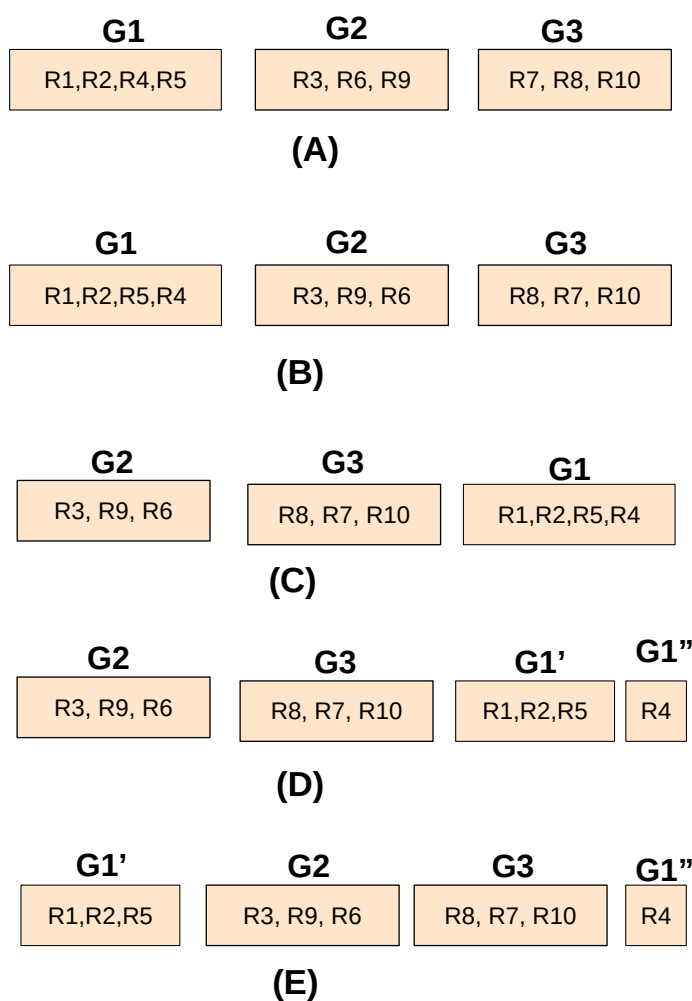 G1 G2 G3
R1,R2,R4,R5 R3, R6, R9 R7, R8, R10
(A)
G1 G2 G3
R1,R2,R5,R4 R3, R9, R6 R8, R7, R10
(B)
G2 G3 G1
R3, R9, R6 R8, R7, R10 R1,R2,R5,R4
(C)
G2 G3 G1’ G1”
R3, R9, R6 R8, R7, R10 R1,R2,R5 R4
(D)
G1’ G2 G3 G1”
R1,R2,R5 R3, R9, R6 R8, R7, R10 R4
(E)